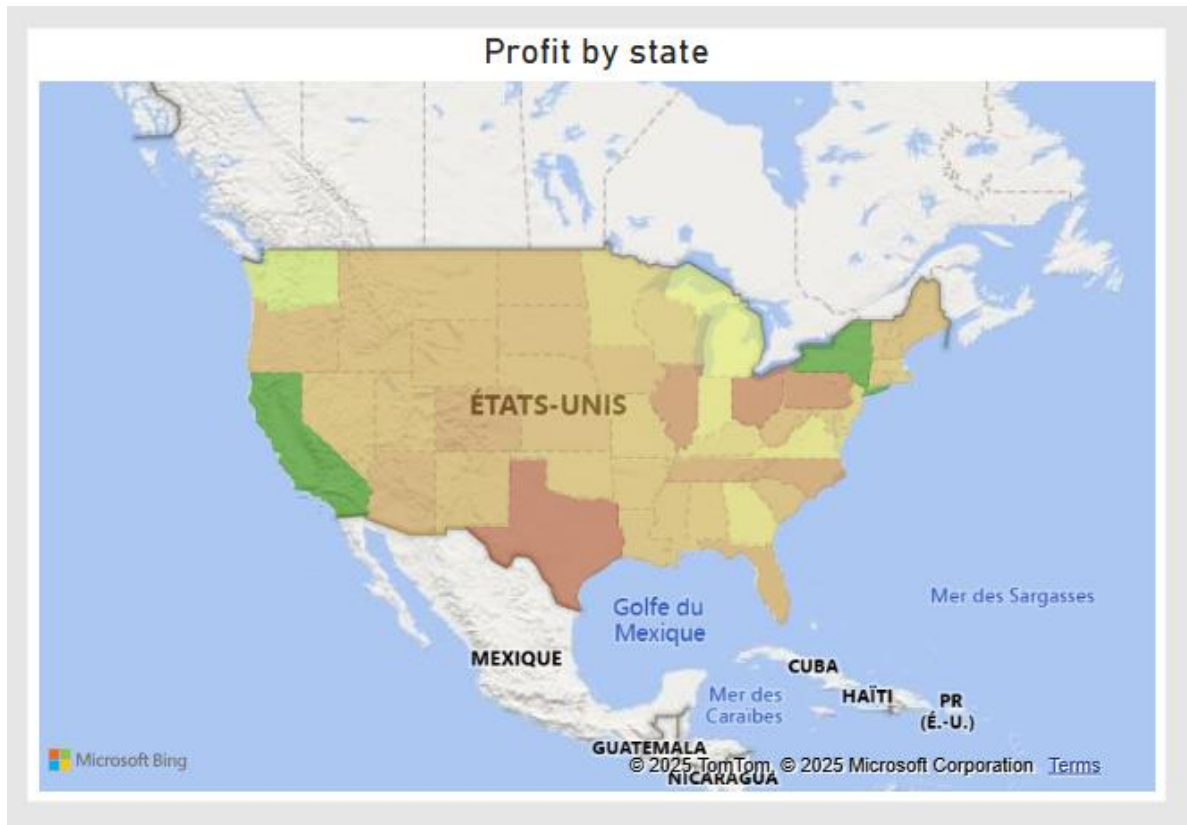 Profit by state
ÉTATS-UNIS
Golfe du
Mexique
Mer des Sargasses
MEXIQUE
CUBA
Mer des
Caraïbes
HAÏTI
PR
(É.-U.)
GUATEMALA
Microsoft Bing
© 2025 TomTom, © 2025 Microsoft Corporation Terms
NICARAGUA